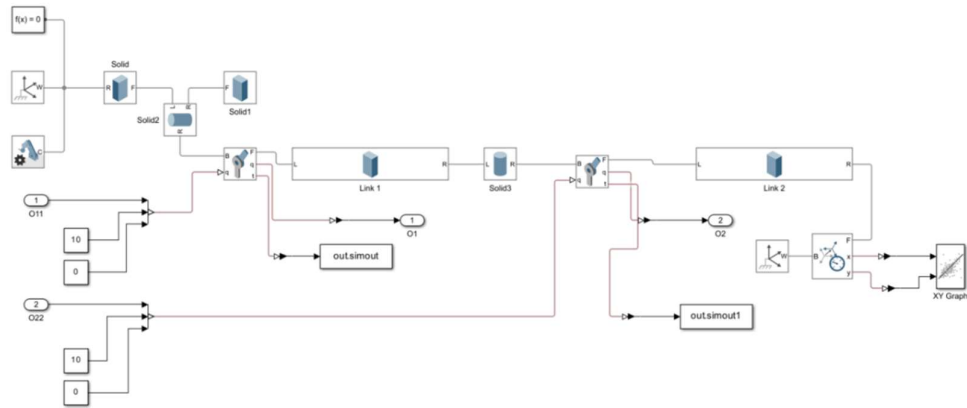 f(x) = 0
W
C
Solid
R F
Solid2
L R
R
F
Solid1
B F
q q
t
L R
Link 1
L R
Solid3
B F
q q
t
L R
Link 2
1
O11
10
0
1
O1
out.simout
2
O2
W
B F
x
y
XY Graph
2
O22
10
0
out.simout1